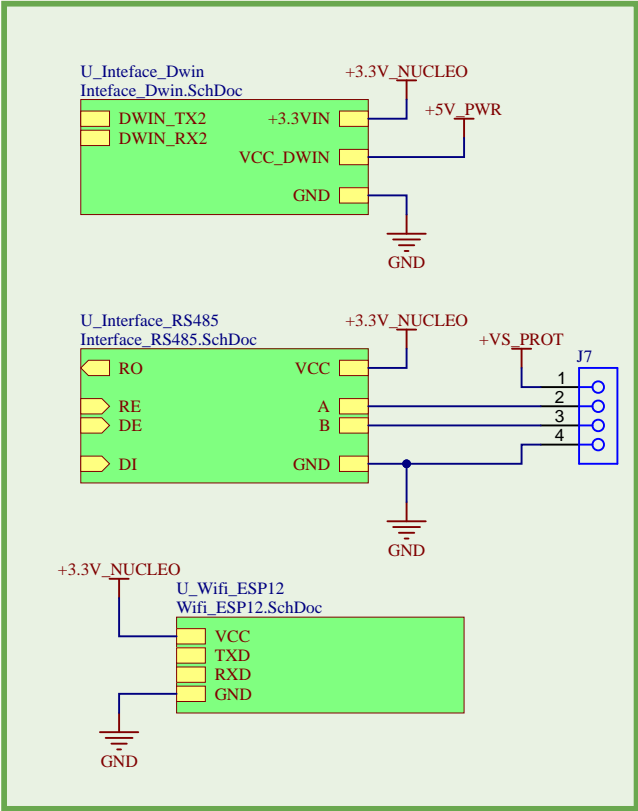 U_Inteface_Dwin
Inteface_Dwin.SchDoc
+3.3V_NUCLEO
+5V_PWR
DWIN_TX2
+3.3VIN
DWIN_RX2
VCC_DWIN
GND
GND
U_Interface_RS485
Interface_RS485.SchDoc
+3.3V_NUCLEO
+VS_PROT
J7
RO
VCC
1
RE
A
2
DE
B
3
DI
GND
4
GND
+3.3V_NUCLEO
U_Wifi_ESP12
Wifi_ESP12.SchDoc
VCC
TXD
RXD
GND
GND